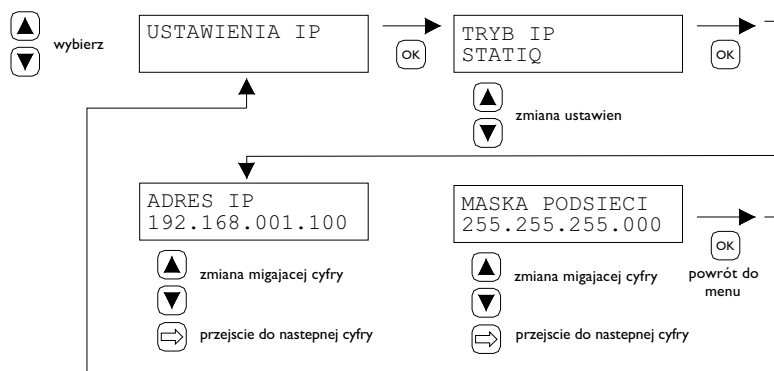 wybierz
USTAWIENIA IP
OK
TRYB IP
STATIQ
OK
zmiana ustawien
ADRES IP
192.168.001.100
zmiana migajacej cyfry
przejscie do nastepnej cyfry
MASKA PODSIECI
255.255.255.000
zmiana migajacej cyfry
przejscie do nastepnej cyfry
OK
powrót do
menu